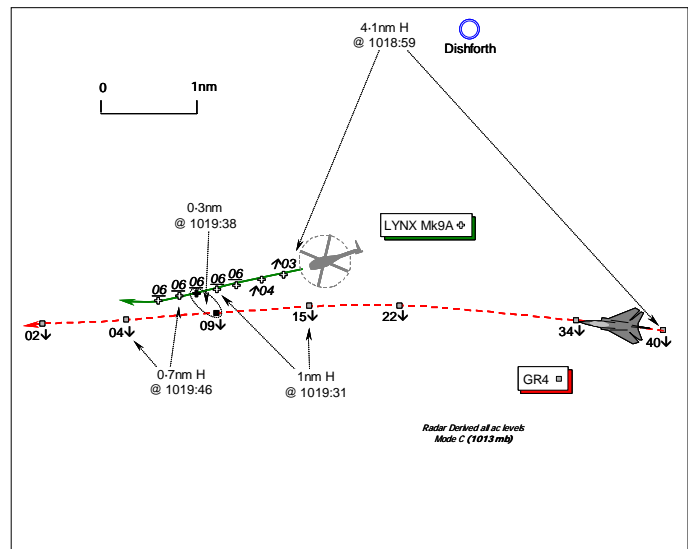 4·1nm H
@ 1018:59
Dishforth
0
1nm
0·3nm
@ 1019:38
LYNX Mk9A
06 06 06 06 06 ↑04 ↑03
02↓
04↓
09↓
15↓
22↓
34↓
40↓
0·7nm H
@ 1019:46
1nm H
@ 1019:31
GR4
Radar Derived all ac levels
Mode C (1013 mb)